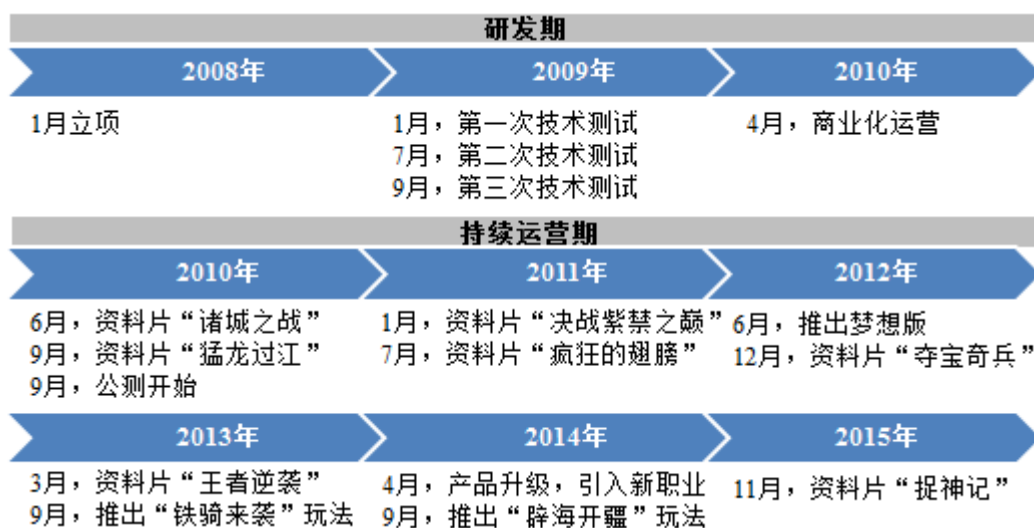 研发期
2008年
2009年
2010年
1月立项
1月，第一次技术测试
7月，第二次技术测试
9月，第三次技术测试
4月，商业化运营
持续运营期
2010年
2011年
2012年
6月，资料片“诸城之战”
9月，资料片“猛龙过江”
9月，公测开始
1月，资料片“决战紫禁之巅”
7月，资料片“疯狂的翅膀”
6月，推出梦想版
12月，资料片“夺宝奇兵”
2013年
2014年
2015年
3月，资料片“王者逆袭”
9月，推出“铁骑来袭”玩法
4月，产品升级，引入新职业
9月，推出“辟海开疆”玩法
11月，资料片“捉神记”